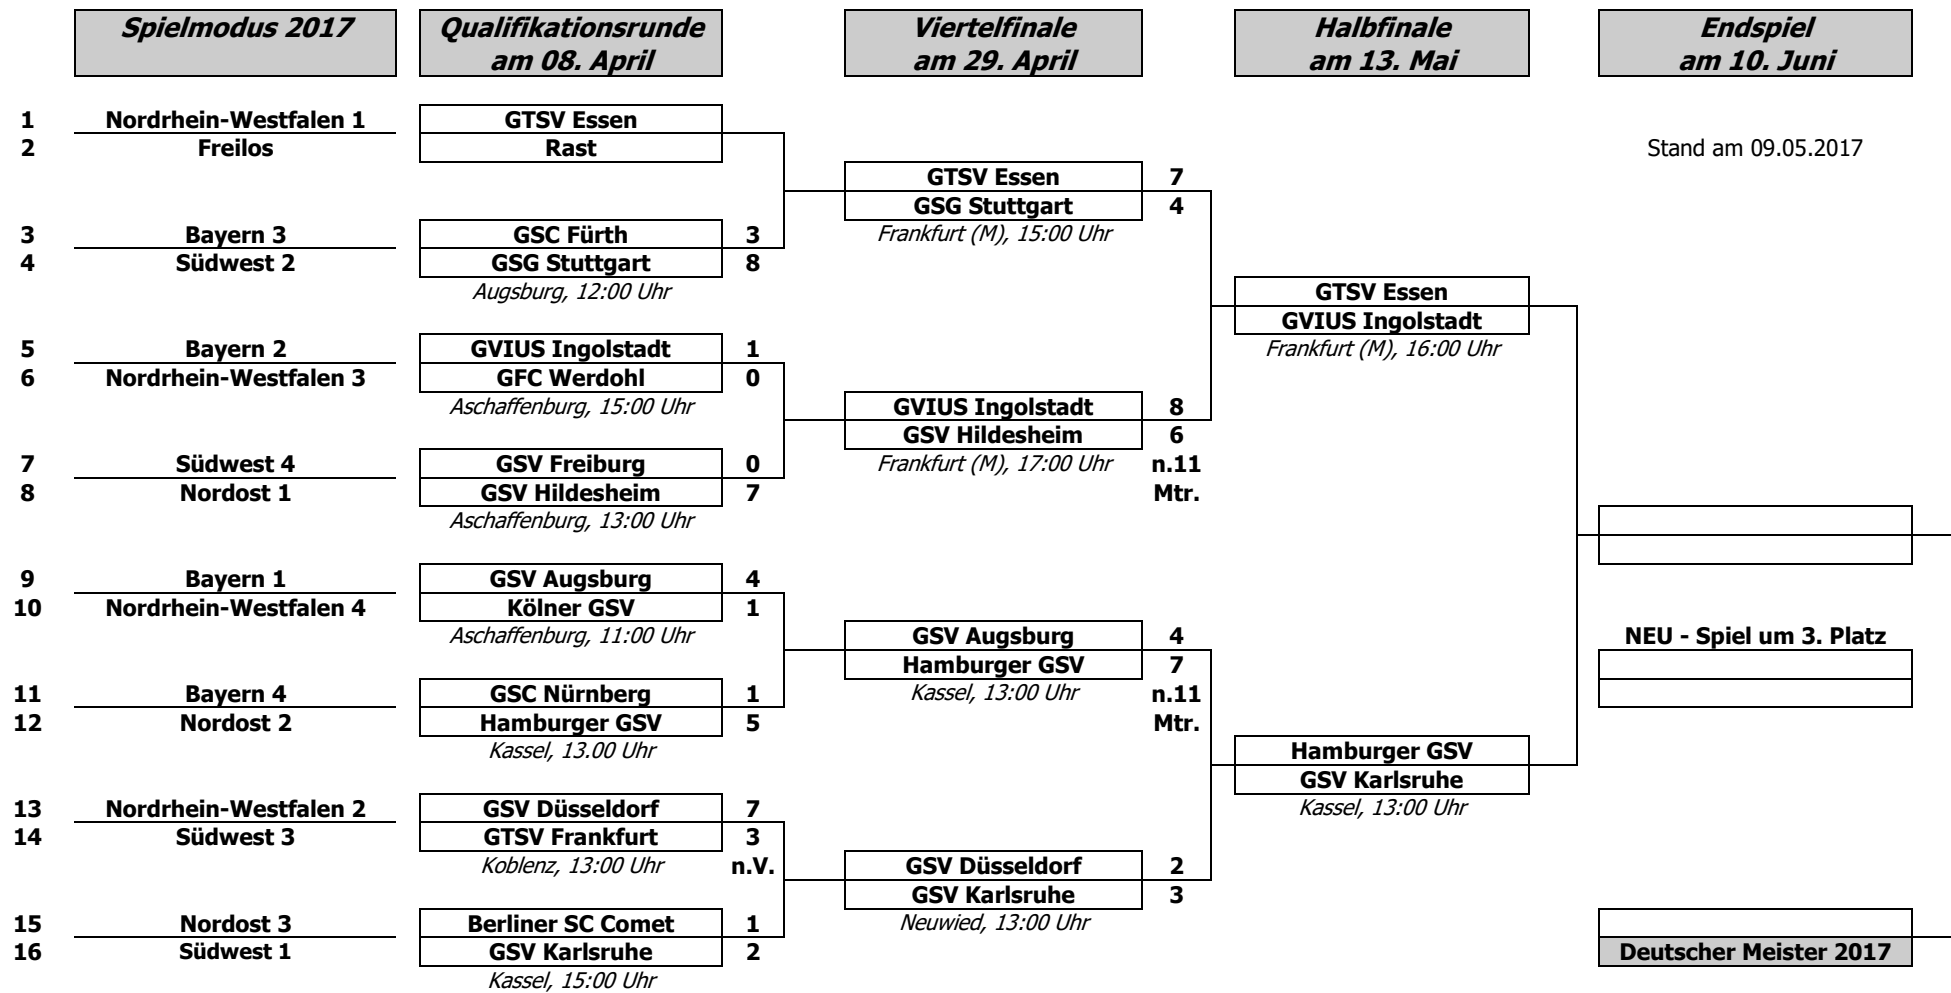 Spielmodus 2017
Qualifikationsrunde
am 08. April
Viertelfinale
am 29. April
Halbfinale
am 13. Mai
Endspiel
am 10. Juni
1 Nordrhein-Westfalen 1 GTSV Essen
2 Freilos Rast
Stand am 09.05.2017
GTSV Essen 7
GSG Stuttgart 4
Frankfurt (M), 15:00 Uhr
3 Bayern 3 GSC Fürth 3
4 Südwest 2 GSG Stuttgart 8
Augsburg, 12:00 Uhr
GTSV Essen
GVIUS Ingolstadt
Frankfurt (M), 16:00 Uhr
5 Bayern 2 GVIUS Ingolstadt 1
6 Nordrhein-Westfalen 3 GFC Werdohl 0
Aschaffenburg, 15:00 Uhr
GVIUS Ingolstadt 8
GSV Hildesheim 6
Frankfurt (M), 17:00 Uhr n.11
Mtr.
7 Südwest 4 GSV Freiburg 0
8 Nordost 1 GSV Hildesheim 7
Aschaffenburg, 13:00 Uhr
9 Bayern 1 GSV Augsburg 4
10 Nordrhein-Westfalen 4 Kölner GSV 1
Aschaffenburg, 11:00 Uhr
GSV Augsburg 4
Hamburger GSV 7
Kassel, 13:00 Uhr n.11
Mtr.
NEU - Spiel um 3. Platz
11 Bayern 4 GSC Nürnberg 1
12 Nordost 2 Hamburger GSV 5
Kassel, 13.00 Uhr
Hamburger GSV
GSV Karlsruhe
Kassel, 13:00 Uhr
13 Nordrhein-Westfalen 2 GSV Düsseldorf 7
14 Südwest 3 GTSV Frankfurt 3
Koblenz, 13:00 Uhr n.V.
GSV Düsseldorf 2
GSV Karlsruhe 3
Neuwied, 13:00 Uhr
15 Nordost 3 Berliner SC Comet 1
16 Südwest 1 GSV Karlsruhe 2
Kassel, 15:00 Uhr
Deutscher Meister 2017